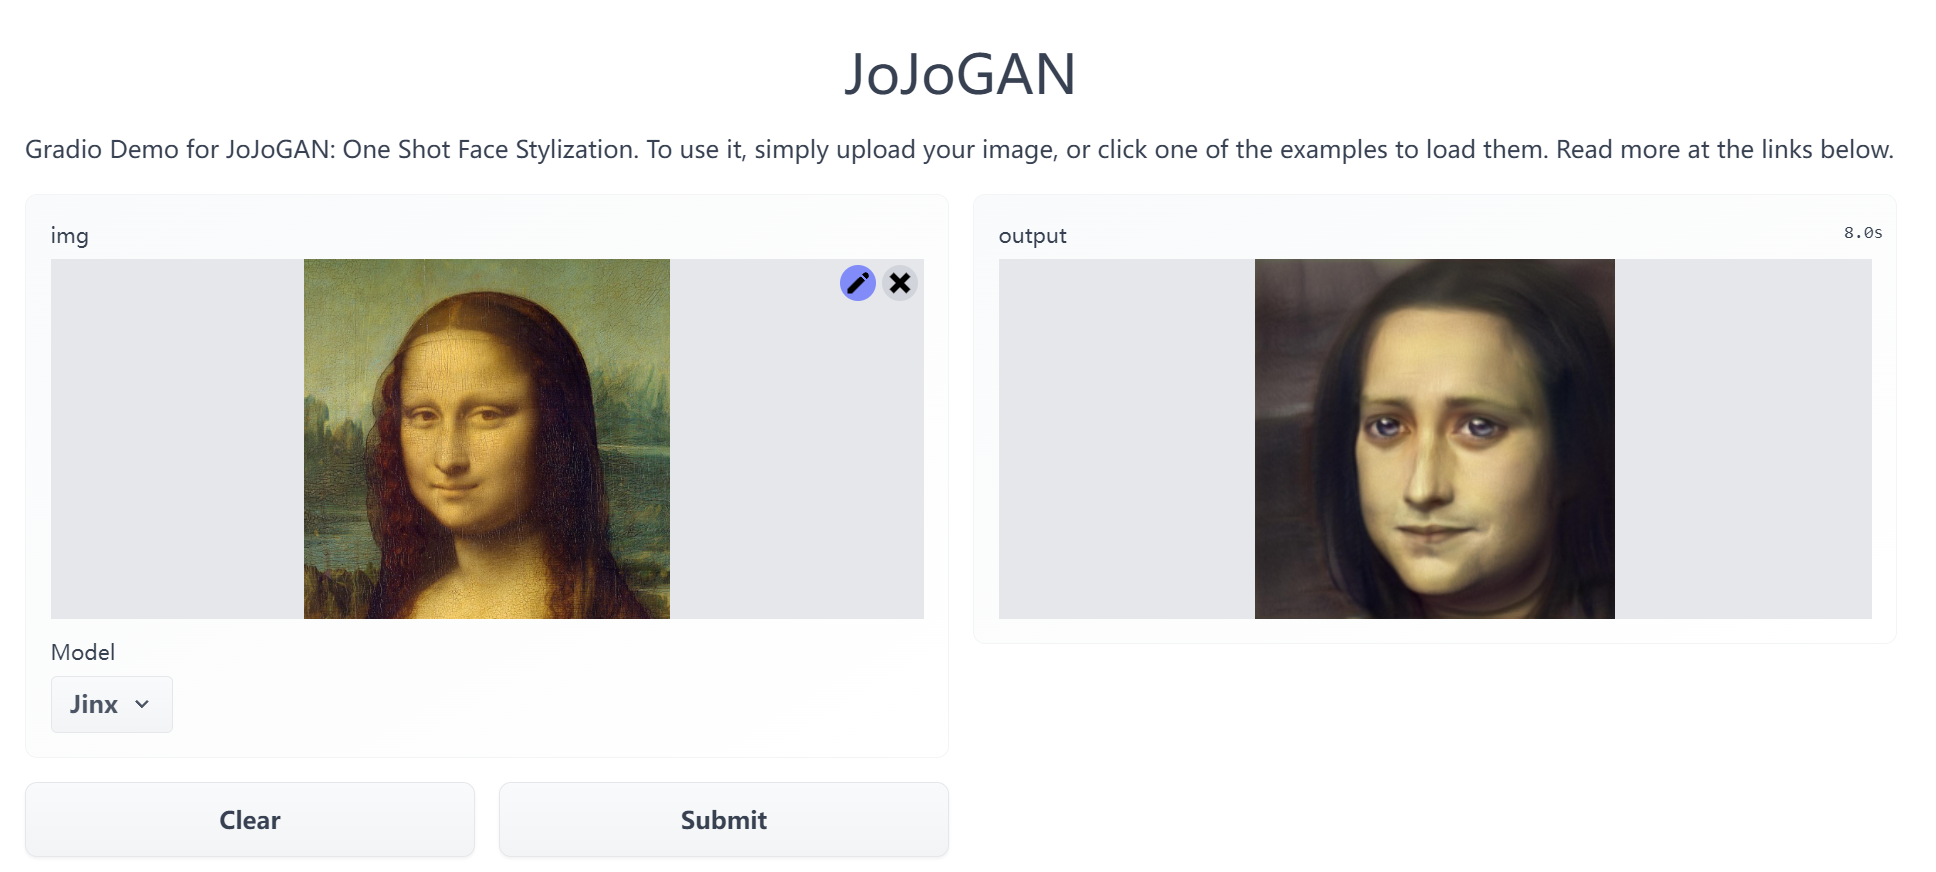 JoJoGAN
Gradio Demo for JoJoGAN: One Shot Face Stylization. To use it, simply upload your image, or click one of the examples to load them. Read more at the links below.
img
output
8.0s
Model
Jinx
Clear
Submit